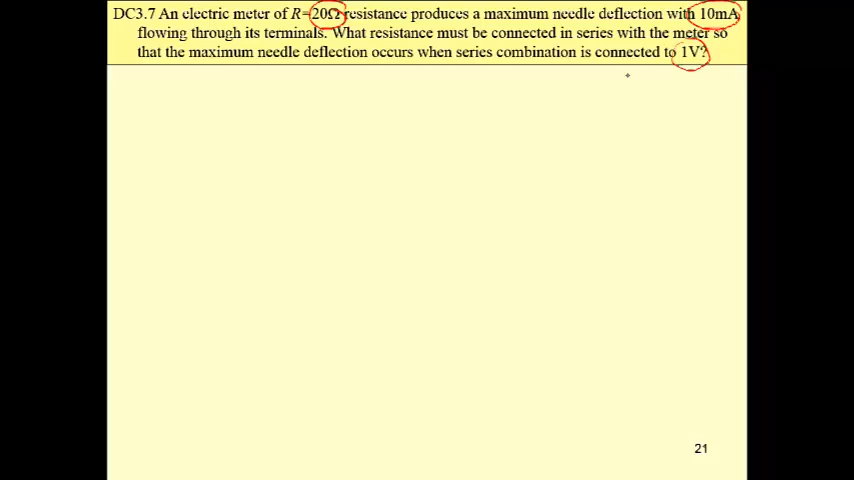 DC3.7 An electric meter of R=20Ω resistance produces a maximum needle deflection with 10mA
flowing through its terminals. What resistance must be connected in series with the meter so
that the maximum needle deflection occurs when series combination is connected to 1V?
21